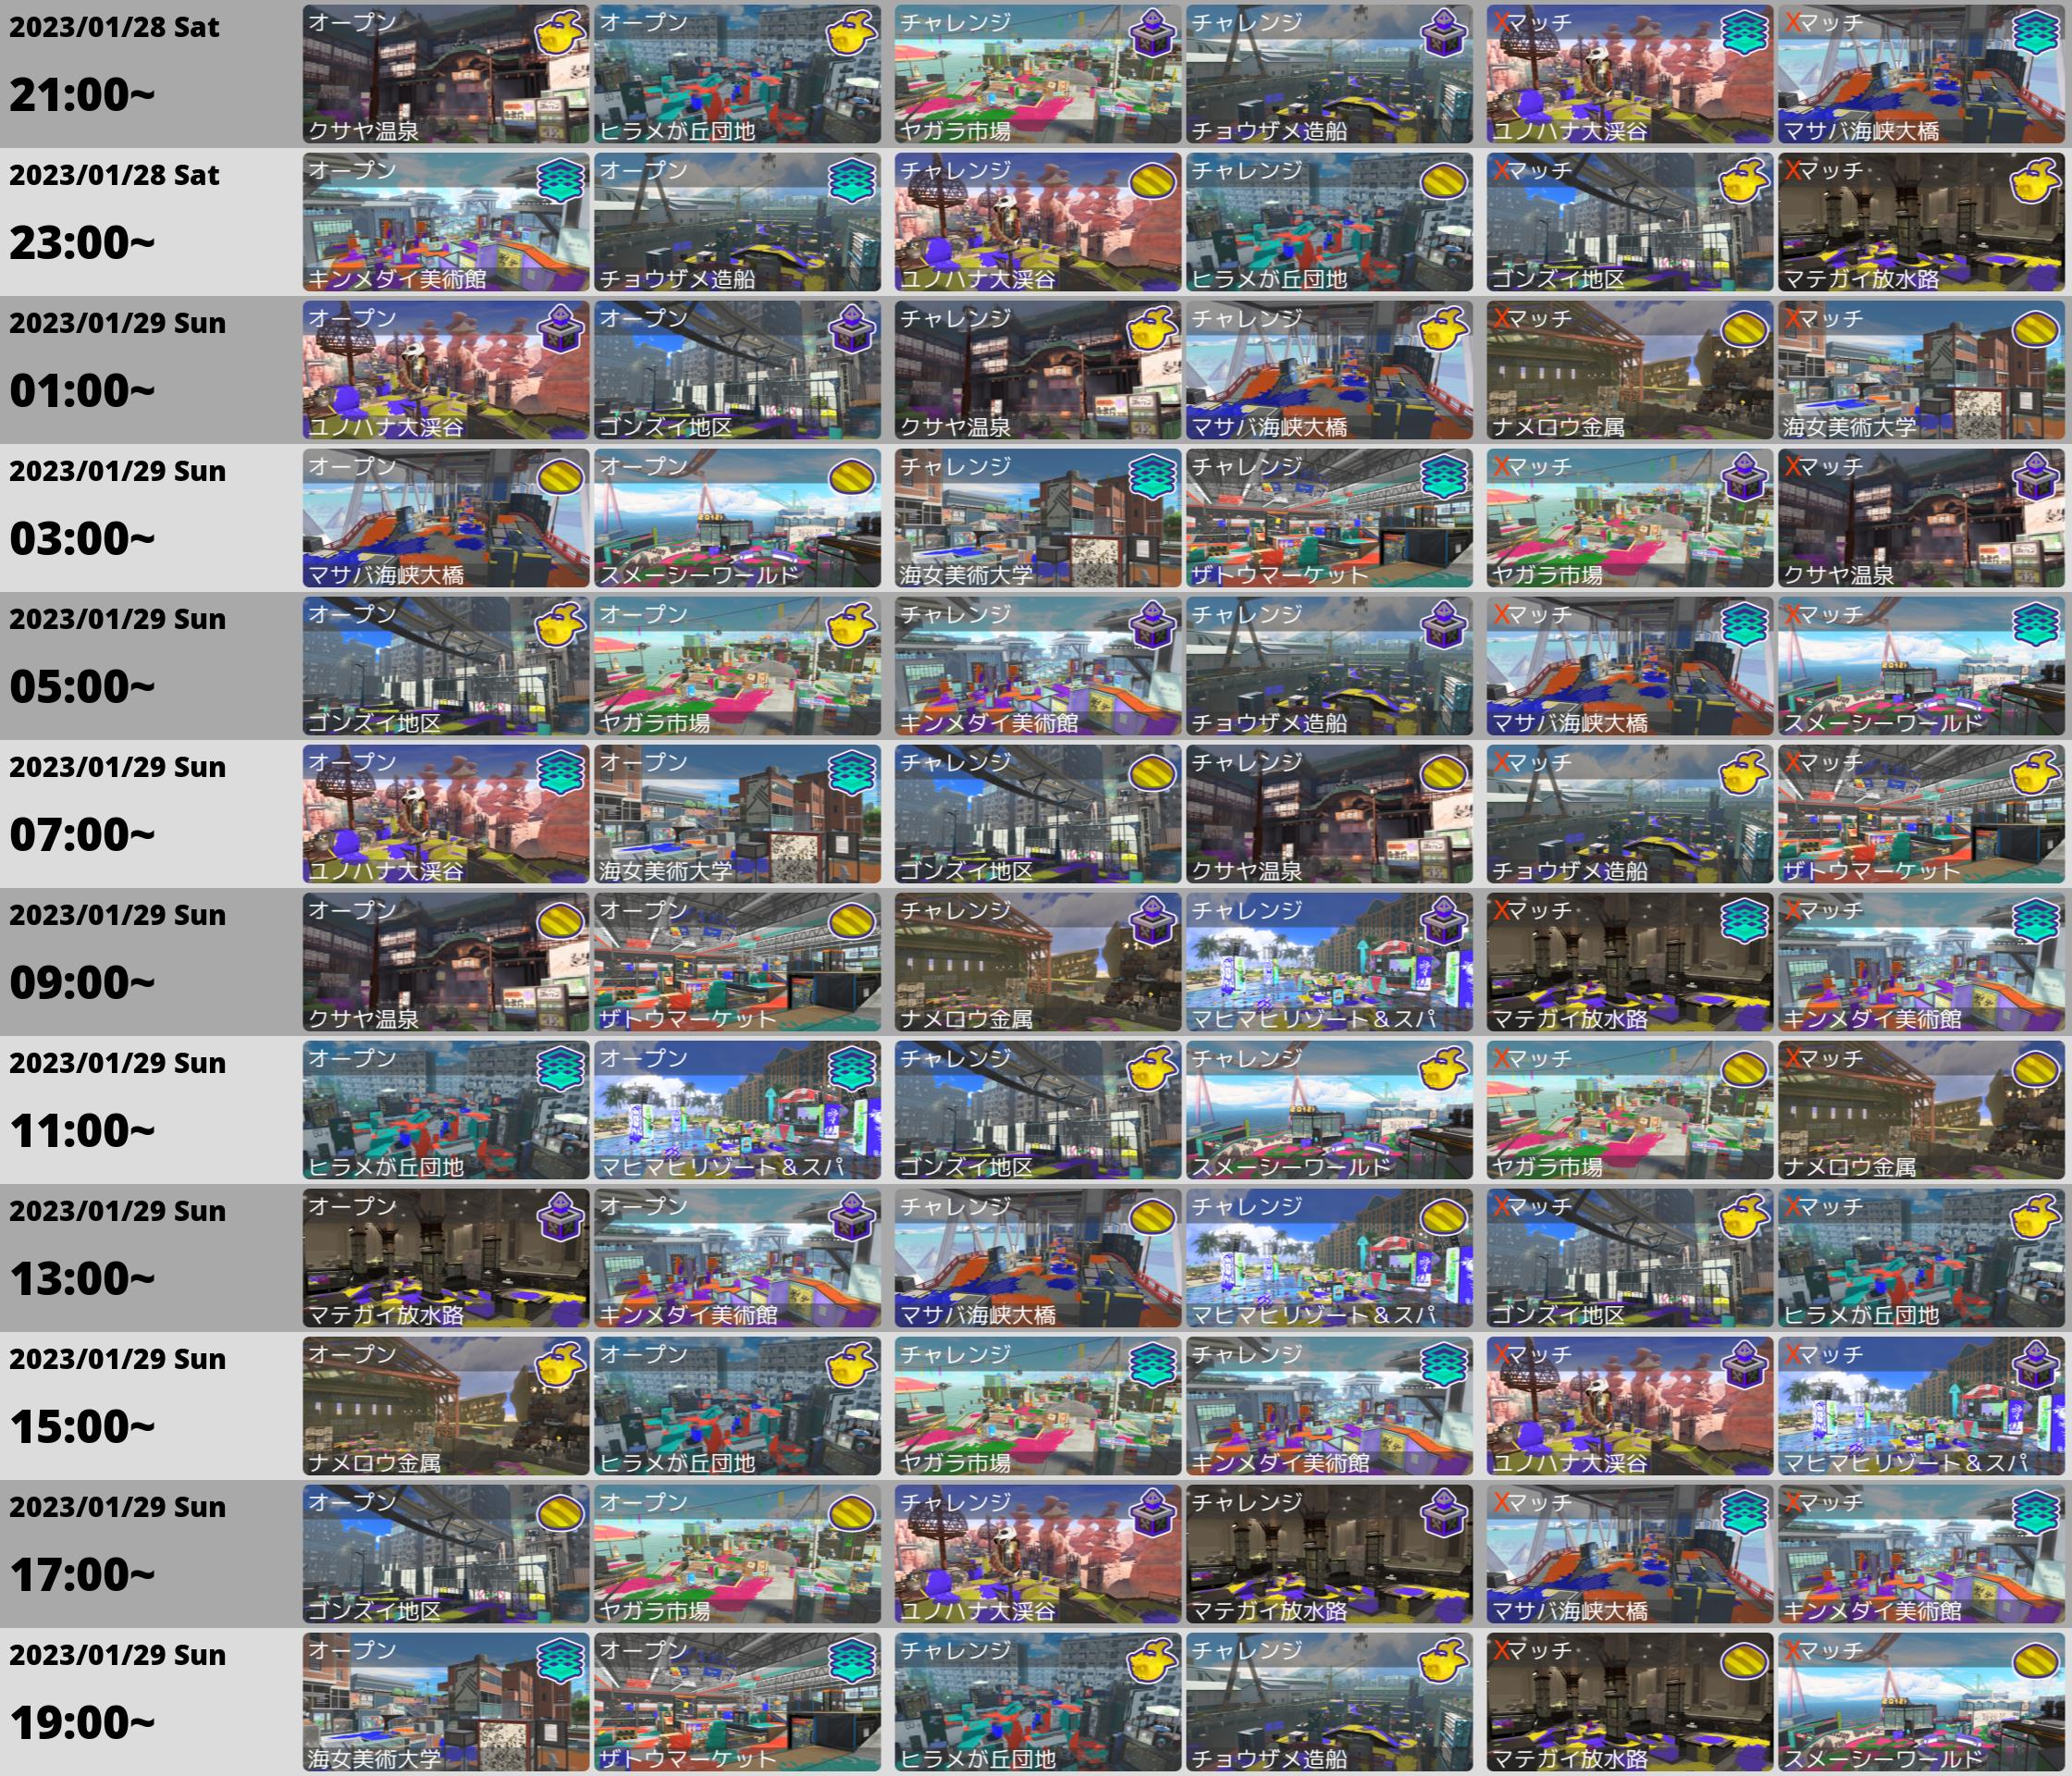 2023/01/28 Sat
21:00~
オープン
クサヤ温泉
オープン
ヒラメが丘団地
チャレンジ
ヤガラ市場
チャレンジ
チョウザメ造船
Xマッチ
ユノハナ大渓谷
Xマッチ
マサバ海峡大橋
2023/01/28 Sat
23:00~
オープン
キンメダイ美術館
オープン
チョウザメ造船
チャレンジ
ユノハナ大渓谷
チャレンジ
ヒラメが丘団地
Xマッチ
ゴンズイ地区
Xマッチ
マテガイ放水路
2023/01/29 Sun
01:00~
オープン
ユノハナ大渓谷
オープン
ゴンズイ地区
チャレンジ
クサヤ温泉
チャレンジ
マサバ海峡大橋
Xマッチ
ナメロウ金属
Xマッチ
海女美術大学
2023/01/29 Sun
03:00~
オープン
マサバ海峡大橋
オープン
スメーシーワールド
チャレンジ
海女美術大学
チャレンジ
ザトウマーケット
Xマッチ
ヤガラ市場
Xマッチ
クサヤ温泉
2023/01/29 Sun
05:00~
オープン
ゴンズイ地区
オープン
ヤガラ市場
チャレンジ
キンメダイ美術館
チャレンジ
チョウザメ造船
Xマッチ
マサバ海峡大橋
Xマッチ
スメーシーワールド
2023/01/29 Sun
07:00~
オープン
ユノハナ大渓谷
オープン
海女美術大学
チャレンジ
ゴンズイ地区
チャレンジ
クサヤ温泉
Xマッチ
チョウザメ造船
Xマッチ
ザトウマーケット
2023/01/29 Sun
09:00~
オープン
クサヤ温泉
オープン
ザトウマーケット
チャレンジ
ナメロウ金属
チャレンジ
マヒマヒリゾート&スパ
Xマッチ
マテガイ放水路
Xマッチ
キンメダイ美術館
2023/01/29 Sun
11:00~
オープン
ヒラメが丘団地
オープン
マヒマヒリゾート&スパ
チャレンジ
ゴンズイ地区
チャレンジ
スメーシーワールド
Xマッチ
ヤガラ市場
Xマッチ
ナメロウ金属
2023/01/29 Sun
13:00~
オープン
マテガイ放水路
オープン
キンメダイ美術館
チャレンジ
マサバ海峡大橋
チャレンジ
マヒマヒリゾート&スパ
Xマッチ
ゴンズイ地区
Xマッチ
ヒラメが丘団地
2023/01/29 Sun
15:00~
オープン
ナメロウ金属
オープン
ヒラメが丘団地
チャレンジ
ヤガラ市場
チャレンジ
キンメダイ美術館
Xマッチ
ユノハナ大渓谷
Xマッチ
マヒマヒリゾート&スパ
2023/01/29 Sun
17:00~
オープン
ゴンズイ地区
オープン
ヤガラ市場
チャレンジ
ユノハナ大渓谷
チャレンジ
マテガイ放水路
Xマッチ
マサバ海峡大橋
Xマッチ
キンメダイ美術館
2023/01/29 Sun
19:00~
オープン
海女美術大学
オープン
ザトウマーケット
チャレンジ
ヒラメが丘団地
チャレンジ
チョウザメ造船
Xマッチ
マテガイ放水路
Xマッチ
スメーシーワールド